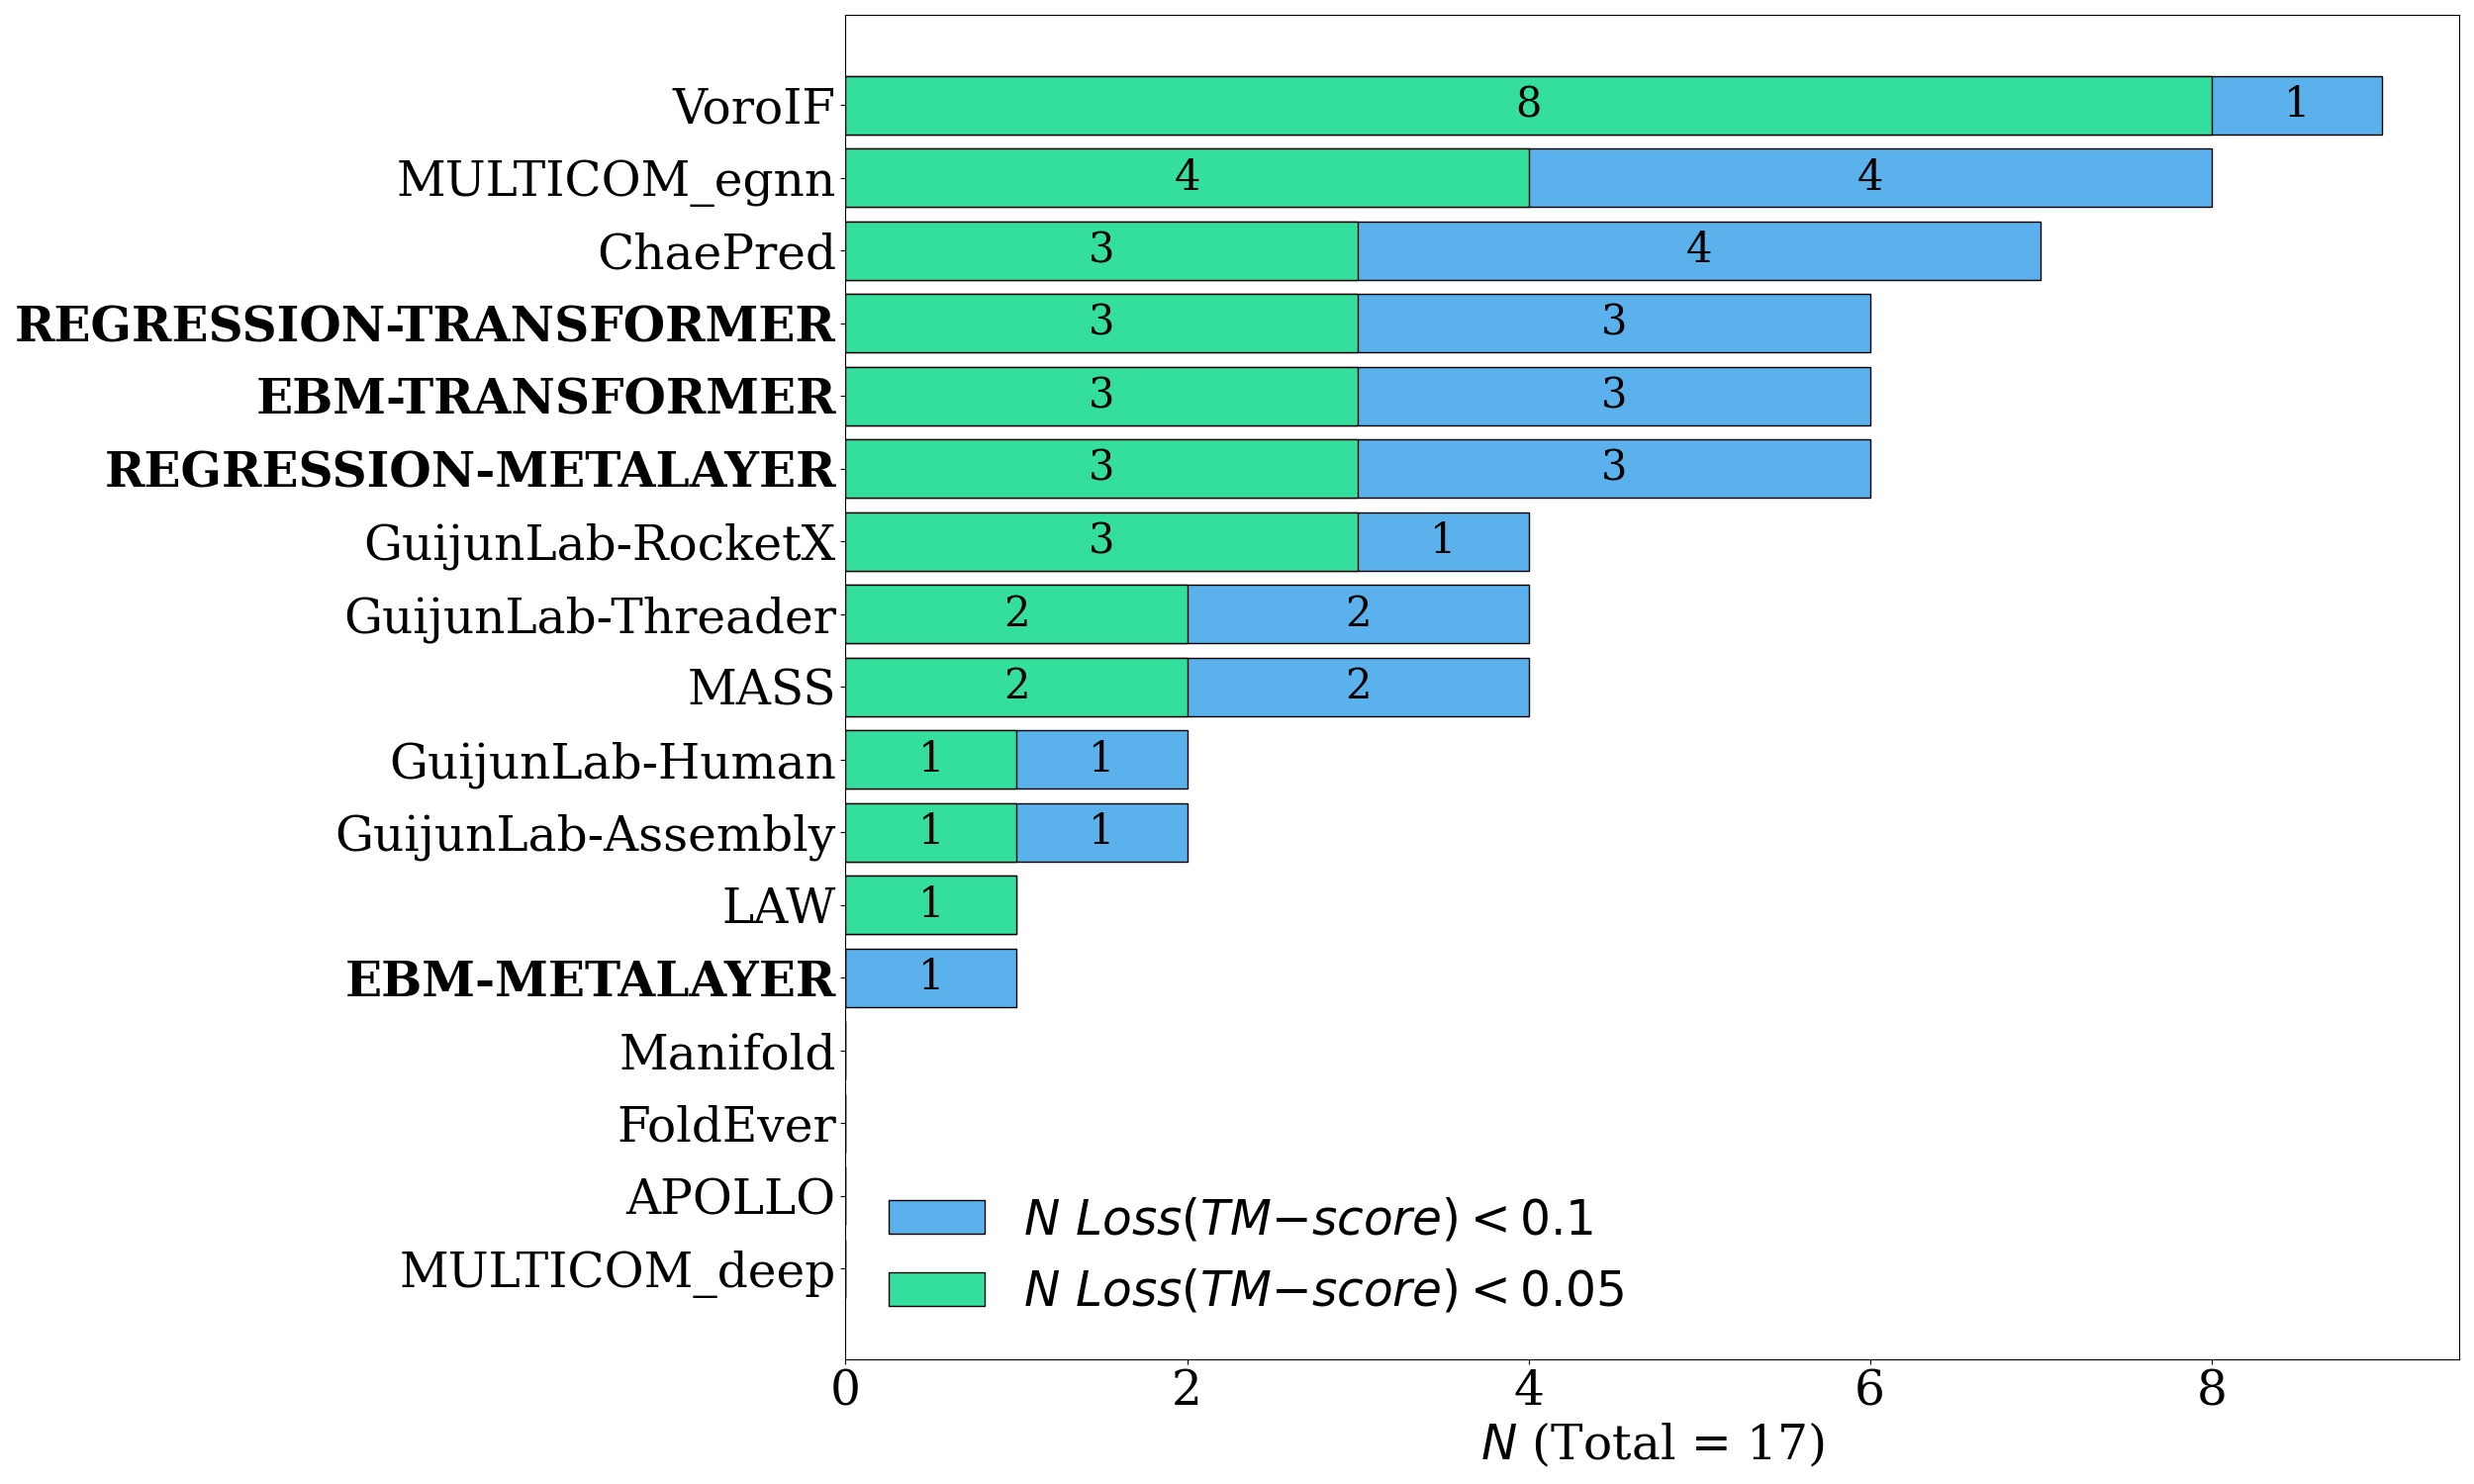 VoroIF 8 1
MULTICOM_egnn 4 4
ChaePred 3 4
REGRESSION-TRANSFORMER 3 3
EBM-TRANSFORMER 3 3
REGRESSION-METALAYER 3 3
GuijunLab-RocketX 3 1
GuijunLab-Threader 2 2
MASS 2 2
GuijunLab-Human 1 1
GuijunLab-Assembly 1 1
LAW 1
EBM-METALAYER 1
Manifold
FoldEver
APOLLO
MULTICOM_deep
N Loss(TM−score) < 0.1
N Loss(TM−score) < 0.05
0 2 4 6 8
N (Total = 17)